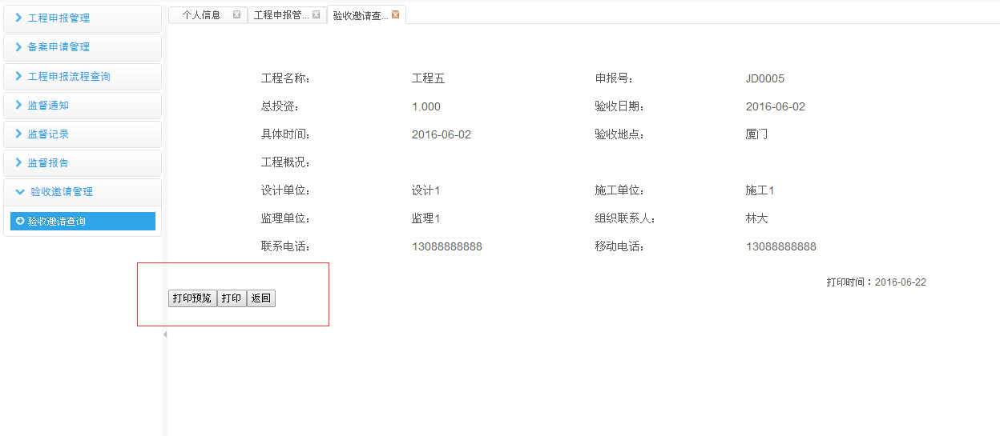 工程申报管理
备案申请管理
工程申报流程查询
监督通知
监督记录
监督报告
验收邀请管理
验收邀请查询
个人信息 工程申报管... 验收邀请查...
工程名称： 工程五 申报号： JD0005
总投资： 1,000 验收日期： 2016-06-02
具体时间： 2016-06-02 验收地点： 厦门
工程概况：
设计单位： 设计1 施工单位： 施工1
监理单位： 监理1 组织联系人： 林大
联系电话： 13088888888 移动电话： 13088888888
打印时间：2016-06-22
打印预览 打印 返回